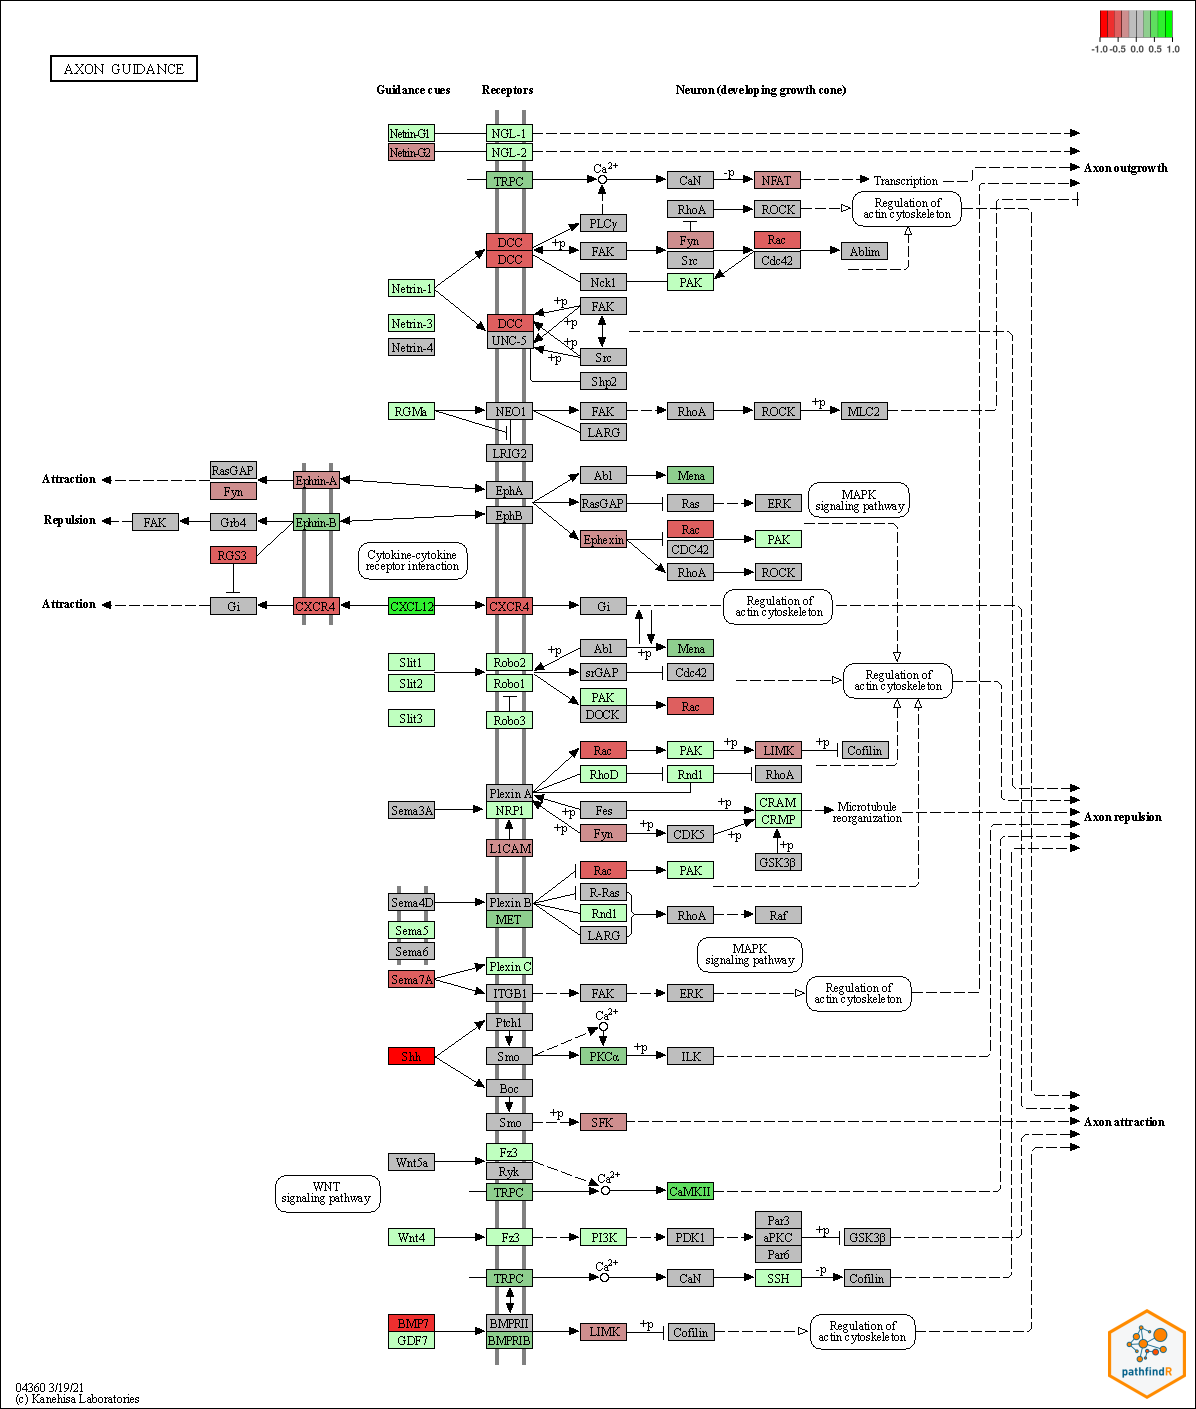 -1.0 -0.5 0.0 0.5 1.0
AXON GUIDANCE
Guidance cues Receptors Neuron (developing growth cone)
Netrin-G1 NGL-1
Netrin-G2 NGL-2
Axon outgrowth
Ca2+
TRPC CaN -p NFAT Transcription
RhoA ROCK Regulation of
actin cytoskeleton
PLCγ
DCC +p FAK Fyn Rac Ablim
DCC Src Cdc42
Netrin-1 Nck1 PAK
FAK
+p
Netrin-3 DCC +p
Netrin-4 UNC-5 +p
+p Src
Shp2
RGMa NEO1 FAK RhoA ROCK +p MLC2
LARG
LRIG2
RasGAP
Attraction Fyn Ephrin-A EphA Abl Mena
RasGAP Ras ERK MAPK
signaling pathway
Repulsion FAK Grb4 Ephrin-B EphB
RGS3 Ephexin Rac PAK
CDC42
Cytokine-cytokine
receptor interaction
RhoA ROCK
Attraction Gi CXCR4 CXCL12 CXCR4 Gi Regulation of
actin cytoskeleton
+p Abl +p Mena
Slit1 Robo2 srGAP Cdc42
Slit2 Robo1 Regulation of
actin cytoskeleton
PAK Rac
DOCK
Slit3 Robo3
Rac PAK +p LIMK +p Cofilin
RhoD Rnd1 RhoA
Plexin A
Sema3A NRP1 Fes +p CRAM Microtubule
reorganization
CRMP
Axon repulsion
+p +p Fyn +p CDK5 +p
L1CAM +p
GSK3β
Rac PAK
Sema4D Plexin B R-Ras
MET Rnd1 RhoA Raf
Sema5 LARG
Sema6 MAPK
signaling pathway
Sema7A Plexin C
ITGB1 FAK ERK Regulation of
actin cytoskeleton
Ptch1 Ca2+
Shh Smo PKCα +p ILK
Boc
Smo +p SFK Axon attraction
Wnt5a Fz3
Ryk Ca2+
WNT
signaling pathway
TRPC CaMKII
Wnt4 Fz3 PI3K PDK1 Par3
aPKC +p GSK3β
Par6
Ca2+
TRPC CaN SSH -p Cofilin
BMP7 BMPRII
GDF7 BMPRIB LIMK +p Cofilin Regulation of
actin cytoskeleton
pathfindR
04360 3/19/21
(c) Kanehisa Laboratories